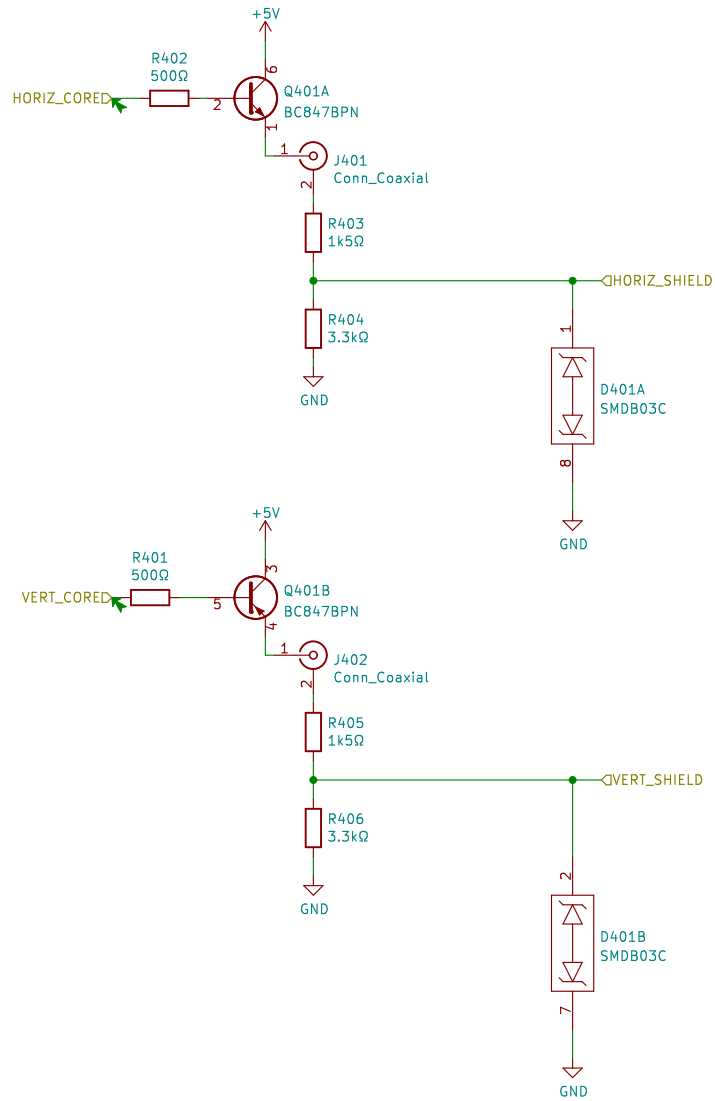 +5V
R402
500Ω
HORIZ_CORE
2
6
Q401A
BC847BPN
1
1
J401
Conn_Coaxial
2
R403
1k5Ω
HORIZ_SHIELD
R404
3.3kΩ
GND
1
D401A
SMDB03C
8
GND
+5V
R401
500Ω
VERT_CORE
5
3
Q401B
BC847BPN
4
1
J402
Conn_Coaxial
2
R405
1k5Ω
VERT_SHIELD
R406
3.3kΩ
GND
2
D401B
SMDB03C
7
GND